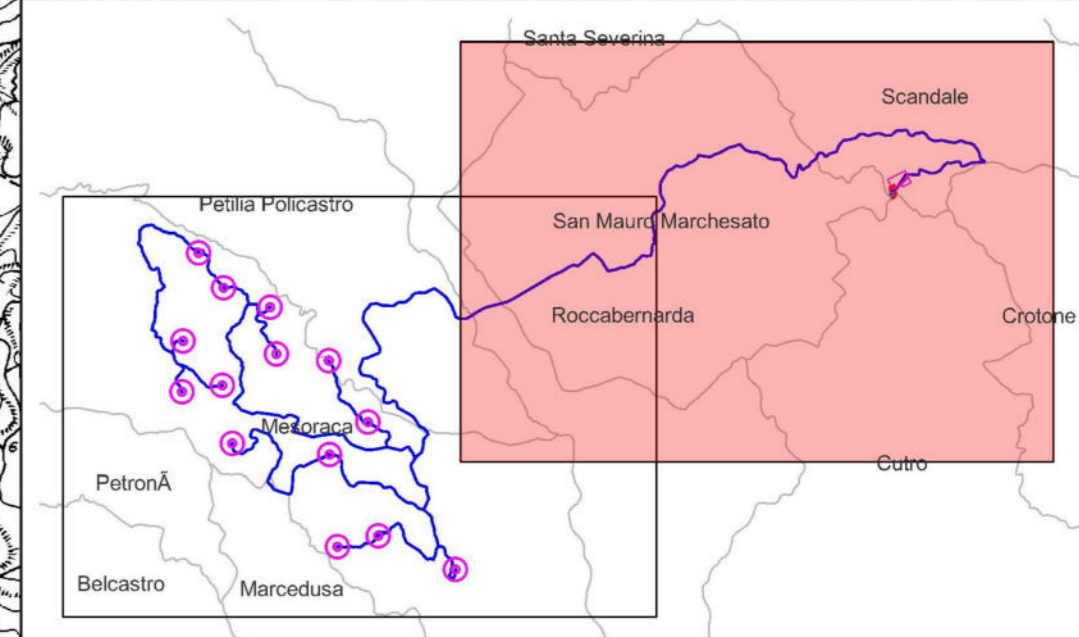 Santa Severina
Scandale
Petilia Policastro
San Mauro Marchesato
Roccabernarda
Crotone
Mesoraca
Cutro
PetronÃ
Belcastro
Marcedusa